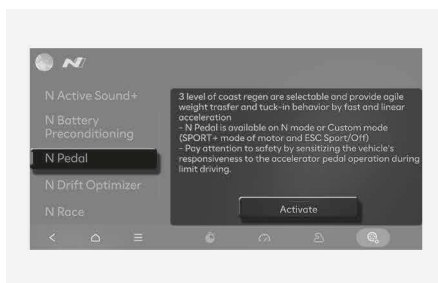 N
N Active Sound+
N Battery
Preconditioning
N Pedal
N Drift Optimizer
N Race
3 level of coast regen are selectable and provide agile
weight trasfer and tuck-in behavior by fast and linear
acceleration
- N Pedal is available on N mode or Custom mode
(SPORT+ mode of motor and ESC Sport/Off)
- Pay attention to safety by sensitizing the vehicle's
responsiveness to the accelerator pedal operation during
limit driving.
Activate